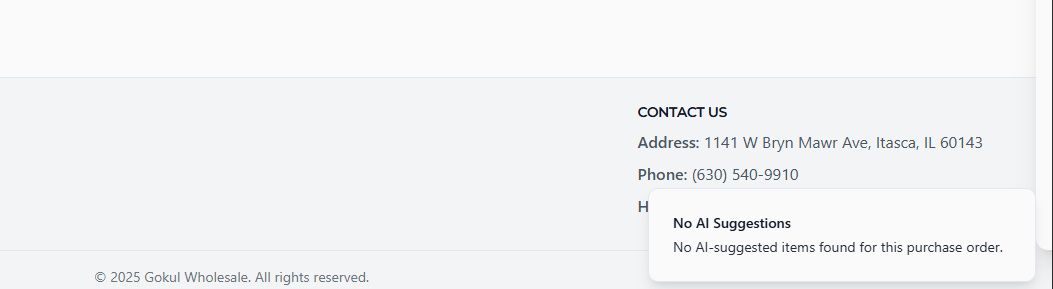 CONTACT US
Address: 1141 W Bryn Mawr Ave, Itasca, IL 60143
Phone: (630) 540-9910
H
No AI Suggestions
No AI-suggested items found for this purchase order.
© 2025 Gokul Wholesale. All rights reserved.